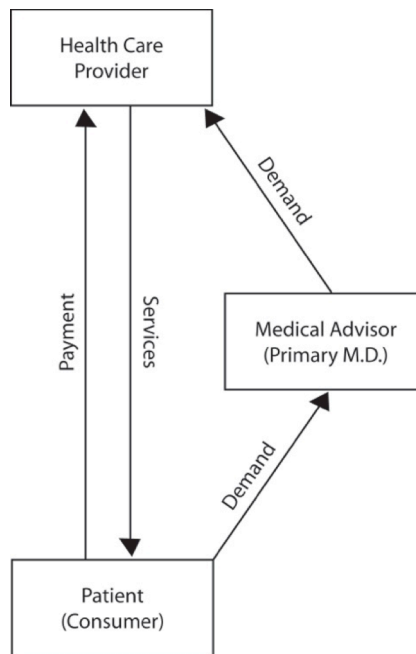 Health Care
Provider
Demand
Payment
Services
Medical Advisor
(Primary M.D.)
Demand
Patient
(Consumer)